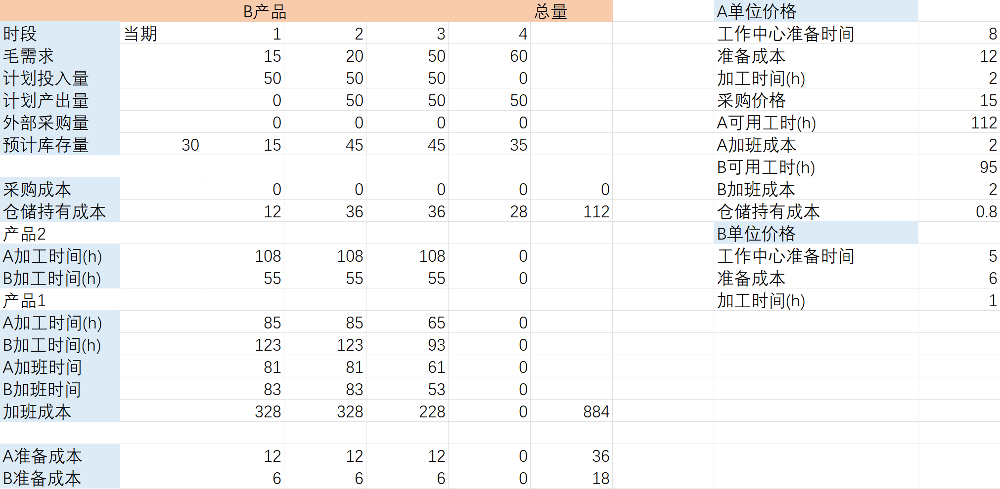 B产品 总量 A单位价格
时段 当期 1 2 3 4 工作中心准备时间 8
毛需求 15 20 50 60 准备成本 12
计划投入量 50 50 50 0 加工时间(h) 2
计划产出量 0 50 50 50 采购价格 15
外部采购量 0 0 0 0 A可用工时(h) 112
预计库存量 30 15 45 45 35 A加班成本 2
B可用工时(h) 95
采购成本 0 0 0 0 0 B加班成本 2
仓储持有成本 12 36 36 28 112 仓储持有成本 0.8
产品2 B单位价格
A加工时间(h) 108 108 108 0 工作中心准备时间 5
B加工时间(h) 55 55 55 0 准备成本 6
产品1 加工时间(h) 1
A加工时间(h) 85 85 65 0
B加工时间(h) 123 123 93 0
A加班时间 81 81 61 0
B加班时间 83 83 53 0
加班成本 328 328 228 0 884
A准备成本 12 12 12 0 36
B准备成本 6 6 6 0 18